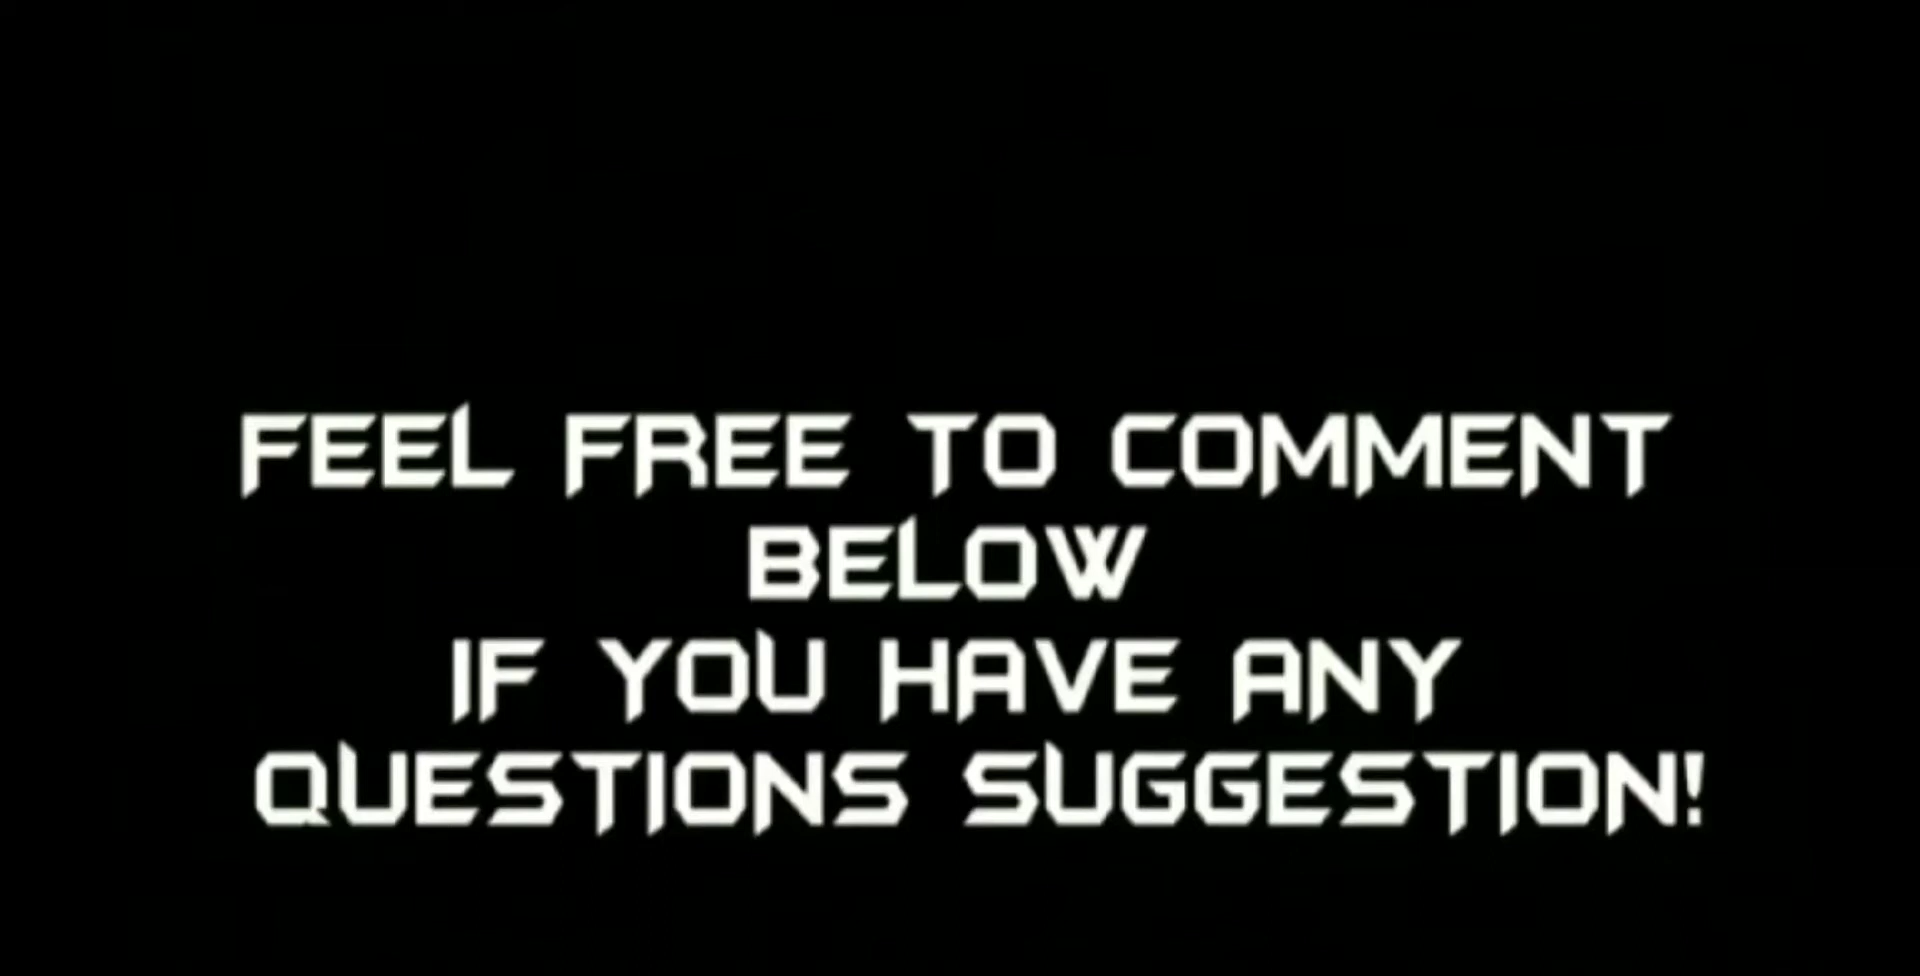 FEEL FREE TO COMMENT
BELOW
IF YOU HAVE ANY
QUESTIONS SUGGESTION!